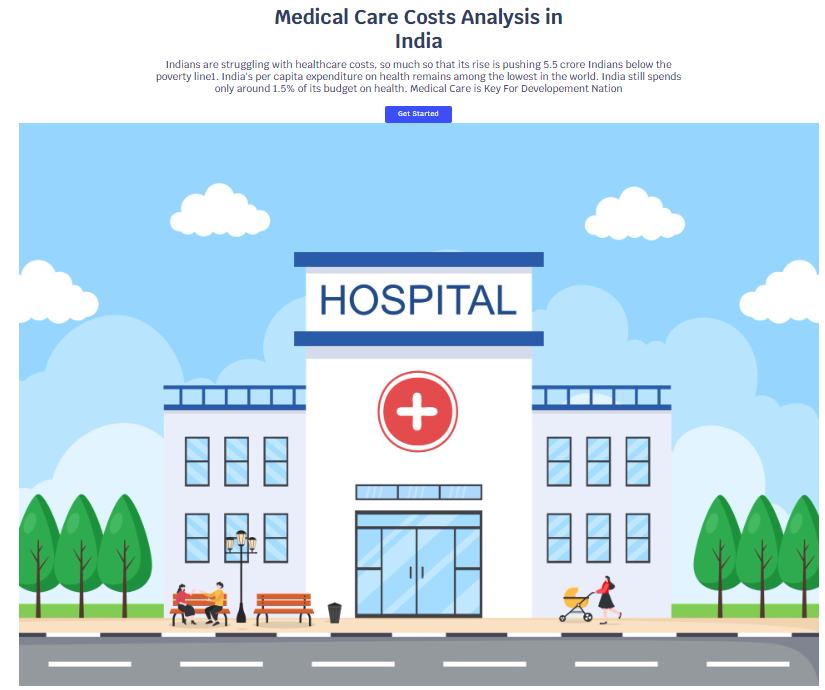 Medical Care Costs Analysis in
India
Indians are struggling with healthcare costs, so much so that its rise is pushing 5.5 crore Indians below the
poverty line1. India's per capita expenditure on health remains among the lowest in the world. India still spends
only around 1.5% of its budget on health. Medical Care is Key For Developement Nation
Get Started
HOSPITAL